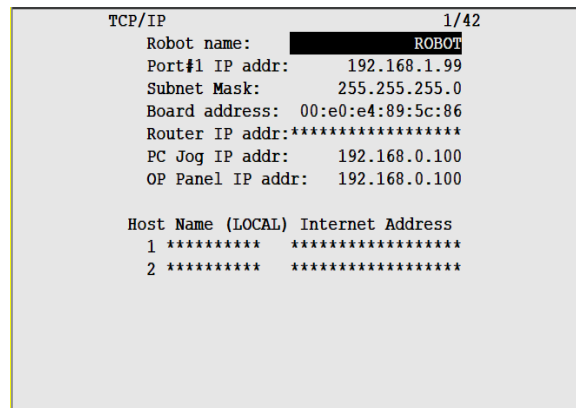 TCP/IP 1/42
Robot name: ROBOT
Port#1 IP addr: 192.168.1.99
Subnet Mask: 255.255.255.0
Board address: 00:e0:e4:89:5c:86
Router IP addr:******************
PC Jog IP addr: 192.168.0.100
OP Panel IP addr: 192.168.0.100
Host Name (LOCAL) Internet Address
1 ********** ******************
2 ********** ******************